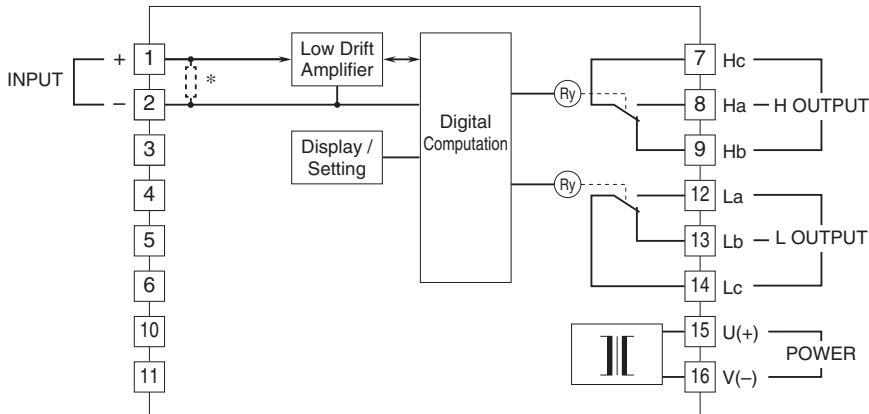 INPUT
+
−
1
2
3
4
5
6
10
11
*
Low Drift
Amplifier
Display /
Setting
Digital
Computation
Ry
Ry
7 Hc
8 Ha
9 Hb
H OUTPUT
12 La
13 Lb
14 Lc
L OUTPUT
15 U(+)
16 V(–)
POWER